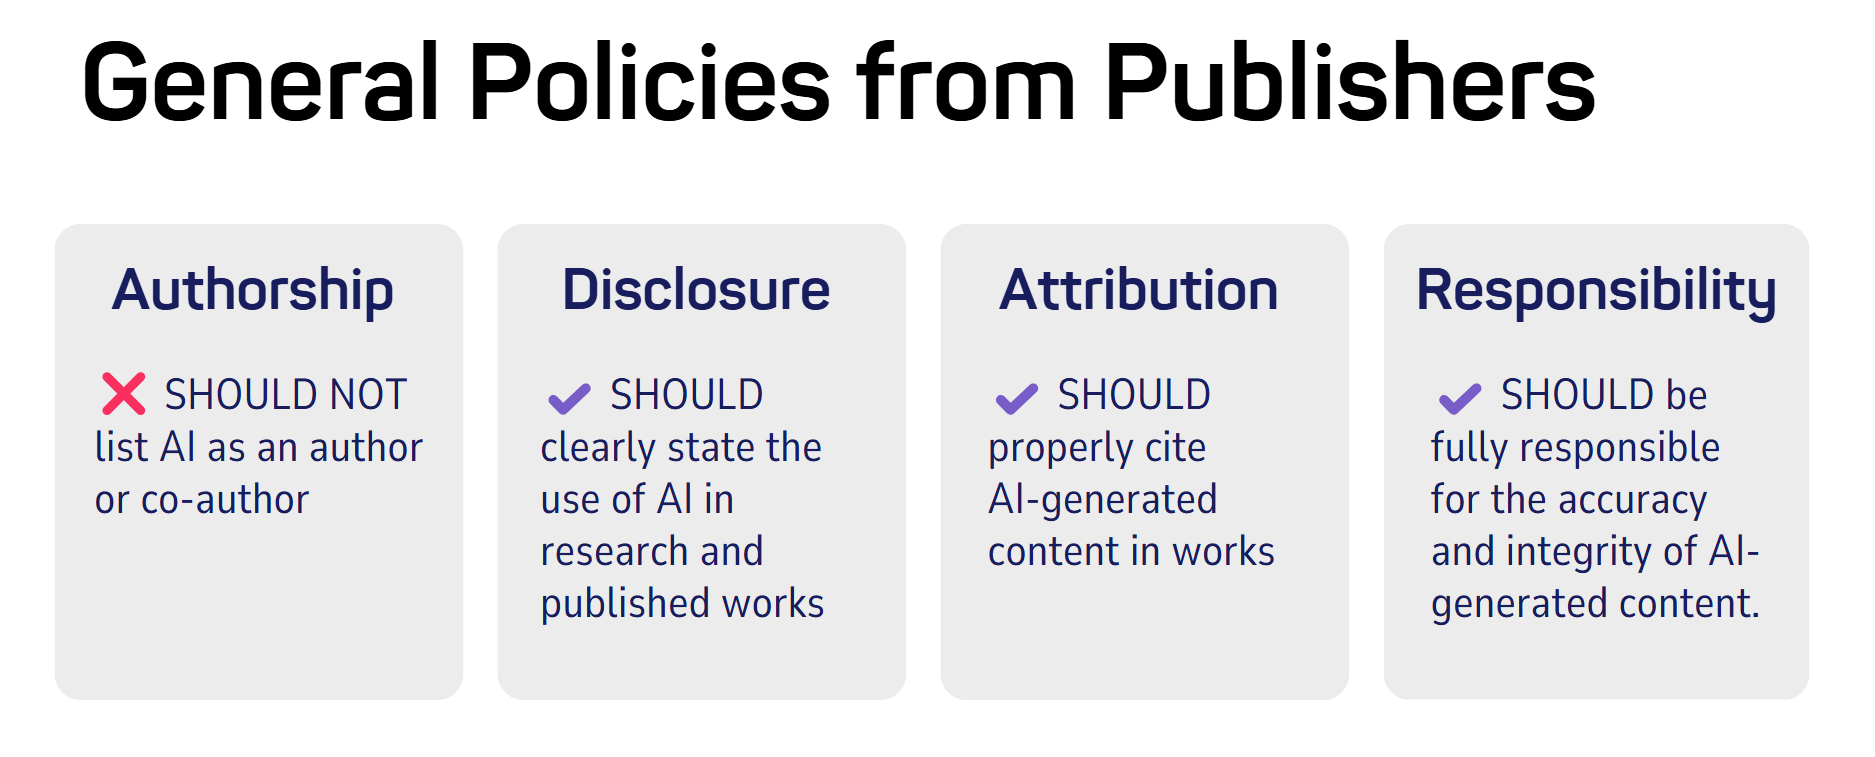 General Policies from Publishers
Authorship
SHOULD NOT
list AI as an author
or co-author
Disclosure
SHOULD
clearly state the
use of AI in
research and
published works
Attribution
SHOULD
properly cite
AI-generated
content in works
Responsibility
SHOULD be
fully responsible
for the accuracy
and integrity of AI-
generated content.